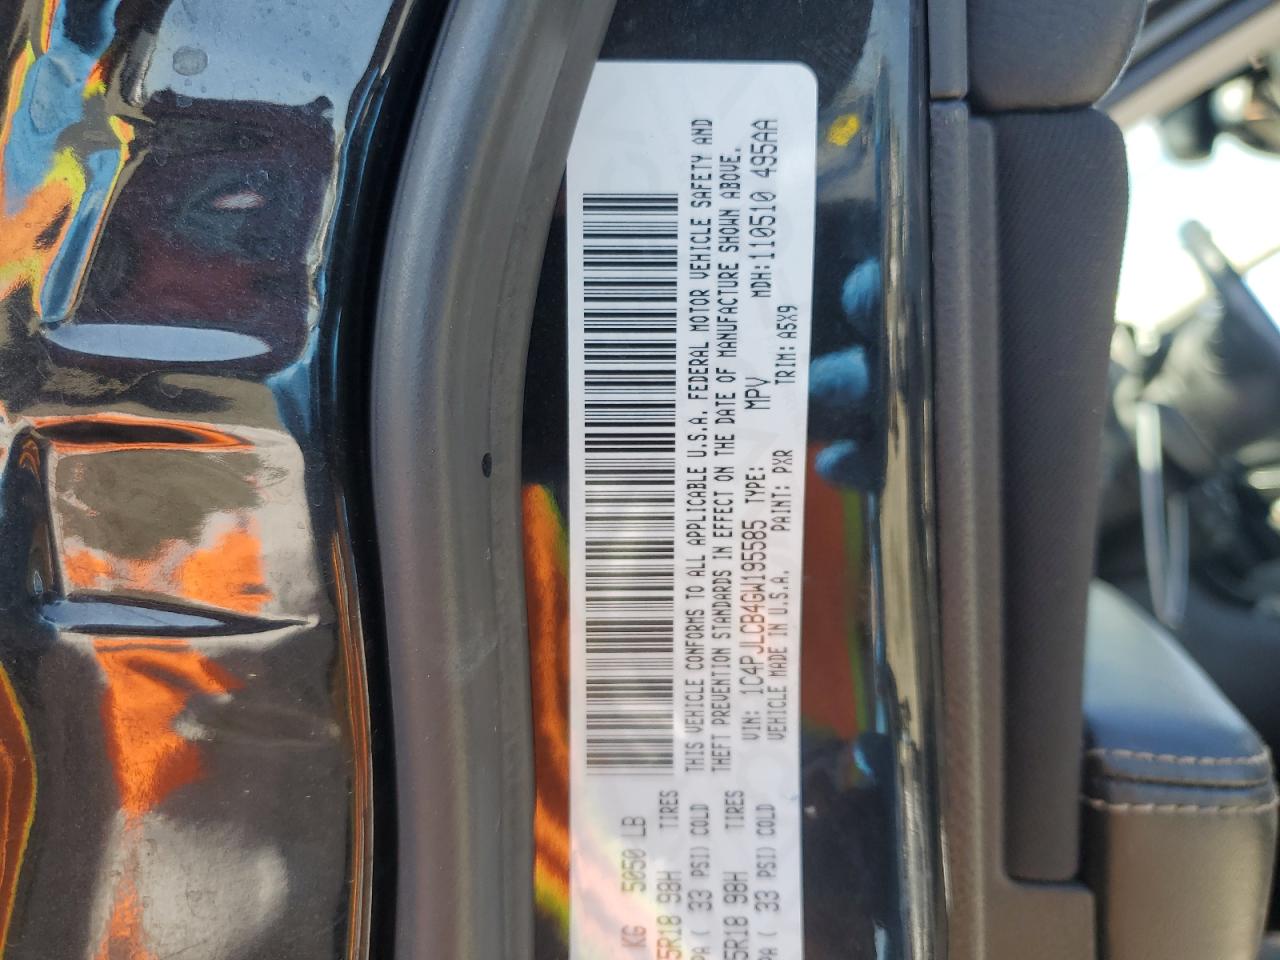 KG 5050 LB
5R18 98H TIRES
PA ( 33 PSI) COLD
5R18 98H TIRES
PA ( 33 PSI) COLD
THIS VEHICLE CONFORMS TO ALL APPLICABLE U.S.A. FEDERAL MOTOR VEHICLE SAFETY AND
THEFT PREVENTION STANDARDS IN EFFECT ON THE DATE OF MANUFACTURE SHOWN ABOVE.
VIN: 1C4PJLCB4GW195585 TYPE: MPV MDH: 110510 495AA
VEHICLE MADE IN U.S.A. PAINT: PXR TRIM: A5X9